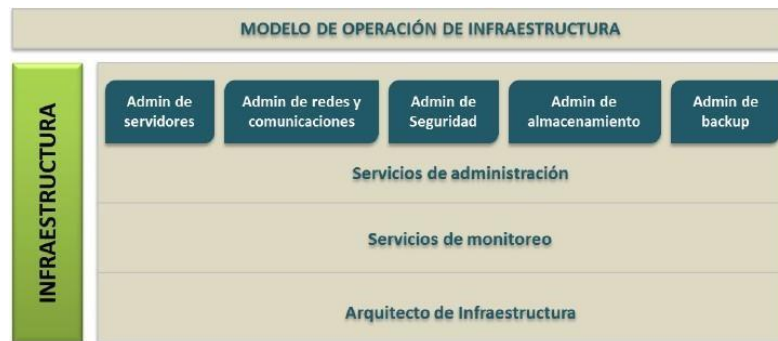 MODELO DE OPERACIÓN DE INFRAESTRUCTURA
INFRAESTRUCTURA
Admin de
servidores
Admin de redes y
comunicaciones
Admin de
Seguridad
Admin de
almacenamiento
Admin de
backup
Servicios de administración
Servicios de monitoreo
Arquitecto de Infraestructura